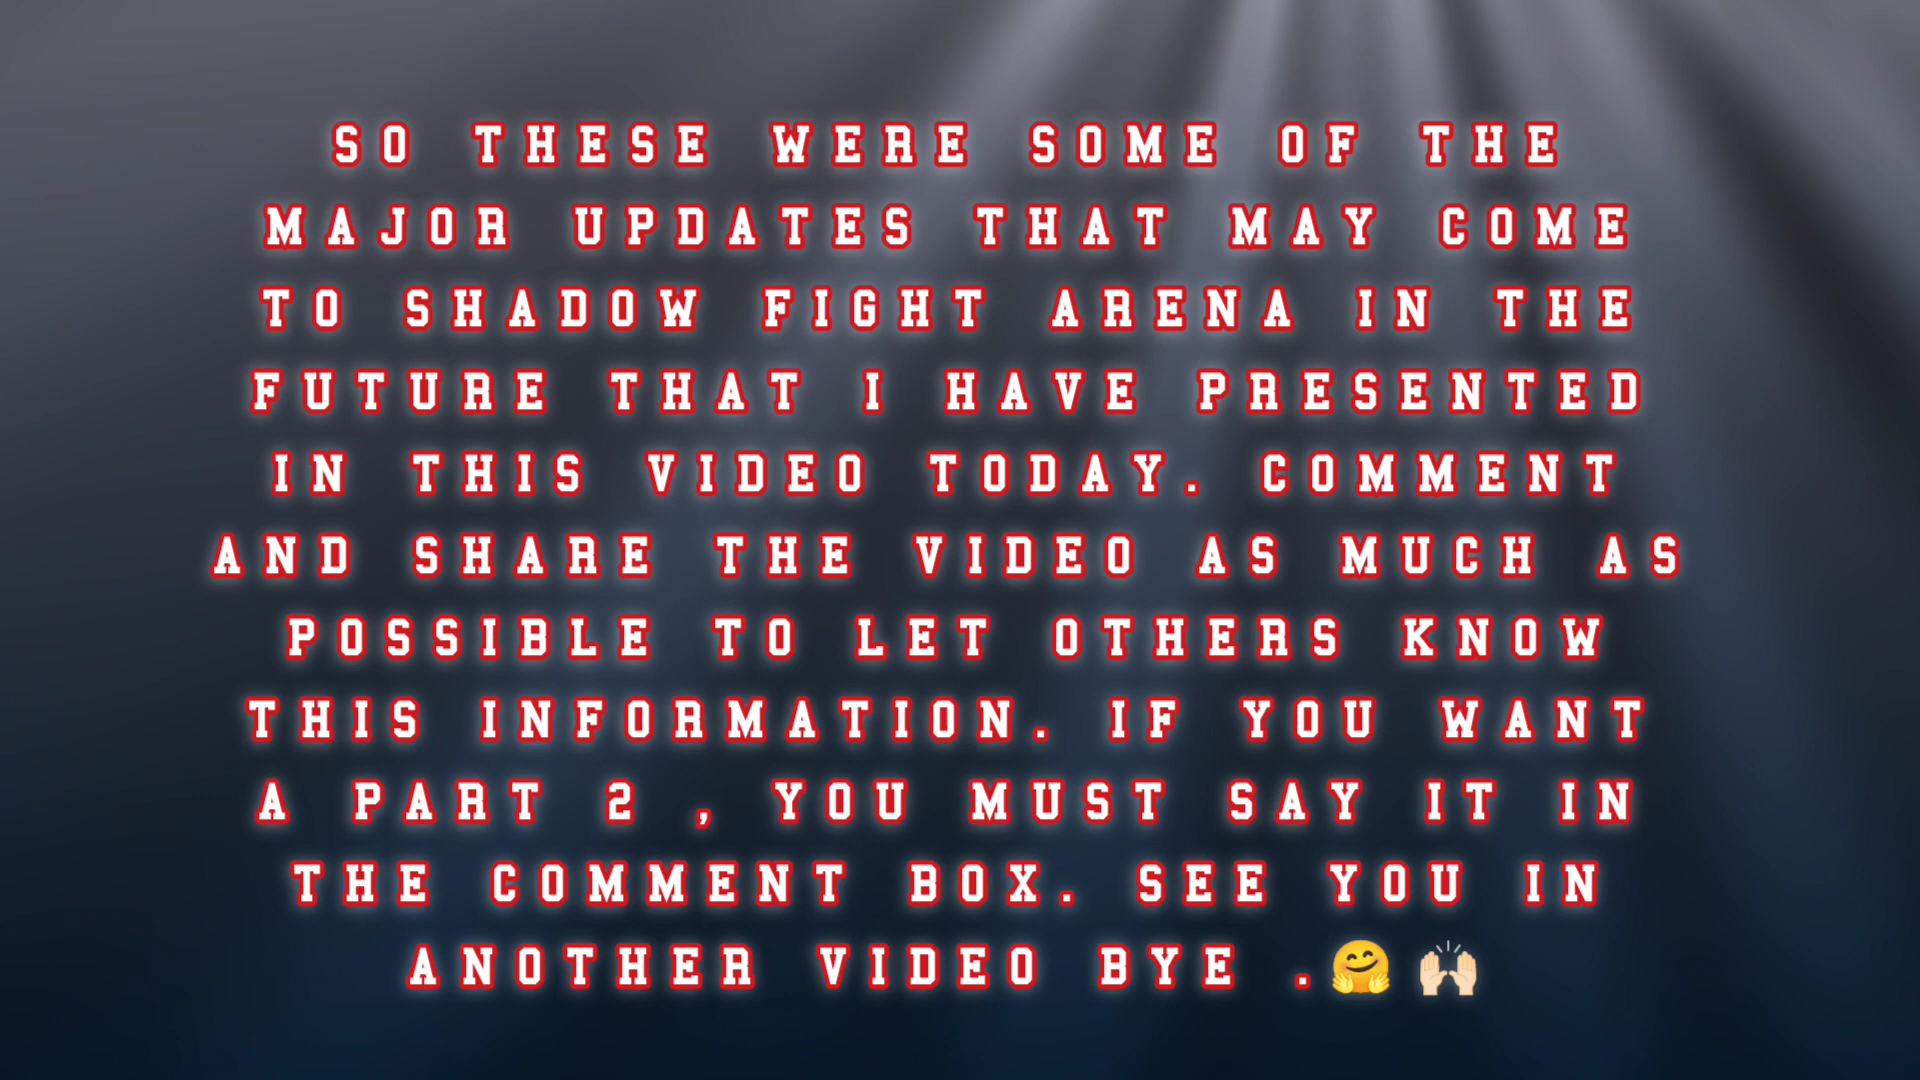 SO THESE WERE SOME OF THE
MAJOR UPDATES THAT MAY COME
TO SHADOW FIGHT ARENA IN THE
FUTURE THAT I HAVE PRESENTED
IN THIS VIDEO TODAY. COMMENT
AND SHARE THE VIDEO AS MUCH AS
POSSIBLE TO LET OTHERS KNOW
THIS INFORMATION. IF YOU WANT
A PART 2 , YOU MUST SAY IT IN
THE COMMENT BOX. SEE YOU IN
ANOTHER VIDEO BYE .🤗🙌🏻